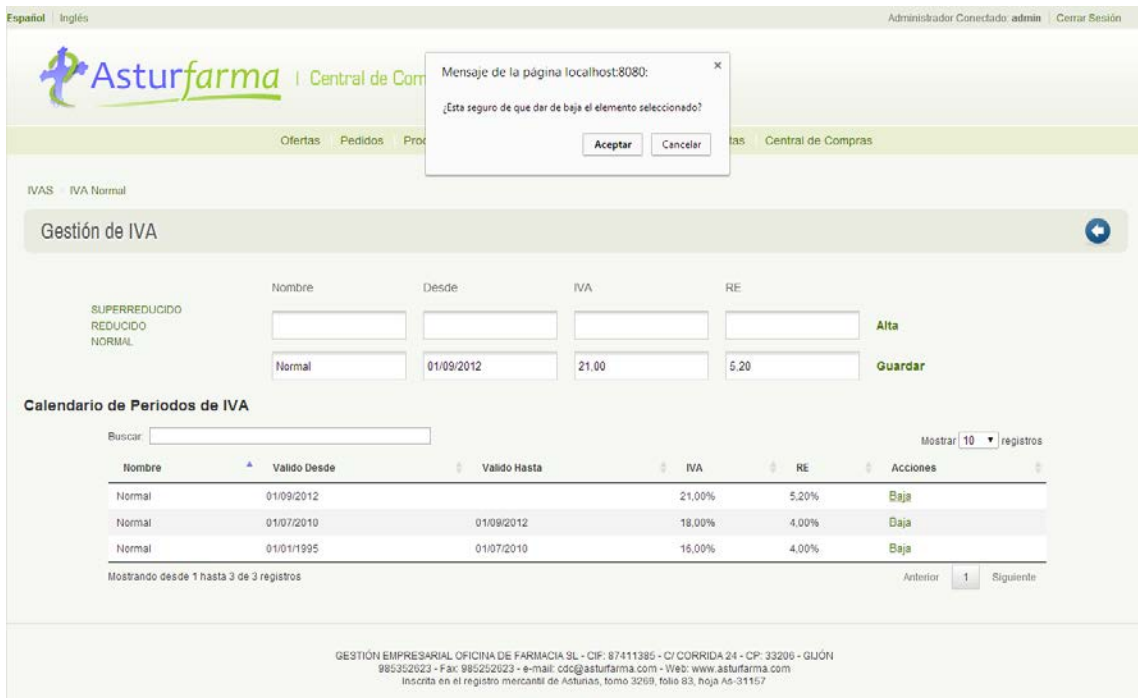 Español Inglés Administrador Conectado: admin Cerrar Sesión
Asturfarma | Central de Com
Mensaje de la página localhost:8080: ×
¿Esta seguro de que dar de baja el elemento seleccionado?
Aceptar Cancelar
Ofertas Pedidos Proc tas Central de Compras
IVAS IVA Normal
Gestión de IVA
Nombre Desde IVA RE
SUPERREDUCIDO
REDUCIDO
NORMAL
Alta
Normal 01/09/2012 21,00 5,20 Guardar
Calendario de Periodos de IVA
Buscar: Mostrar 10 registros
Nombre Valido Desde Valido Hasta IVA RE Acciones
Normal 01/09/2012 21,00% 5,20% Baja
Normal 01/07/2010 01/09/2012 18,00% 4,00% Baja
Normal 01/01/1995 01/07/2010 16,00% 4,00% Baja
Mostrando desde 1 hasta 3 de 3 registros Anterior 1 Siguiente
GESTIÓN EMPRESARIAL OFICINA DE FARMACIA SL - CIF: 87411385 - C/ CORRIDA 24 - CP: 33206 - GIJÓN
985352623 - Fax: 985252623 - e-mail: cdc@asturfarma.com - Web: www.asturfarma.com
Inscrita en el registro mercantil de Asturias, tomo 3269, folio 83, hoja As-31157